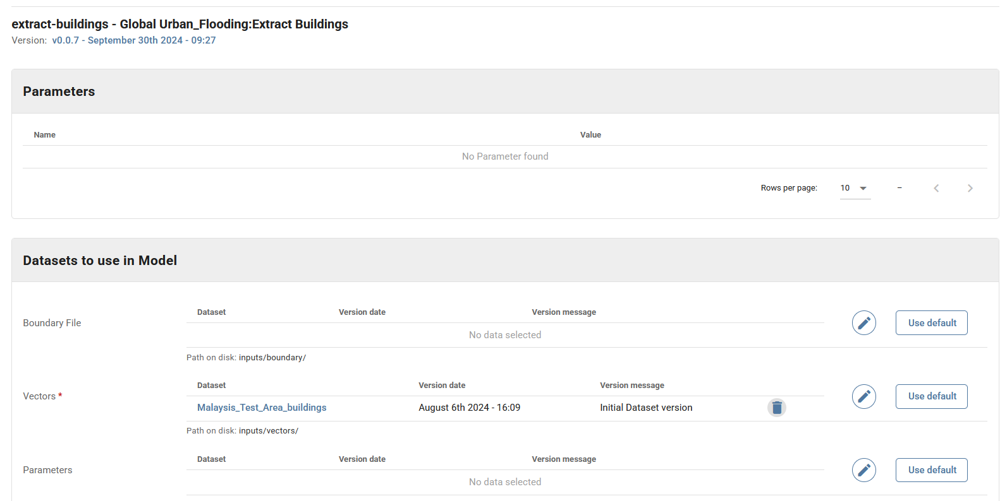 extract-buildings - Global Urban_Flooding:Extract Buildings
Version: v0.0.7 - September 30th 2024 - 09:27
Parameters
Name Value
No Parameter found
Rows per page: 10 –
Datasets to use in Model
Boundary File
Dataset Version date Version message
No data selected
Use default
Path on disk: inputs/boundary/
Vectors *
Dataset Version date Version message
Malaysis_Test_Area_buildings August 6th 2024 - 16:09 Initial Dataset version
Use default
Path on disk: inputs/vectors/
Parameters
Dataset Version date Version message
No data selected
Use default